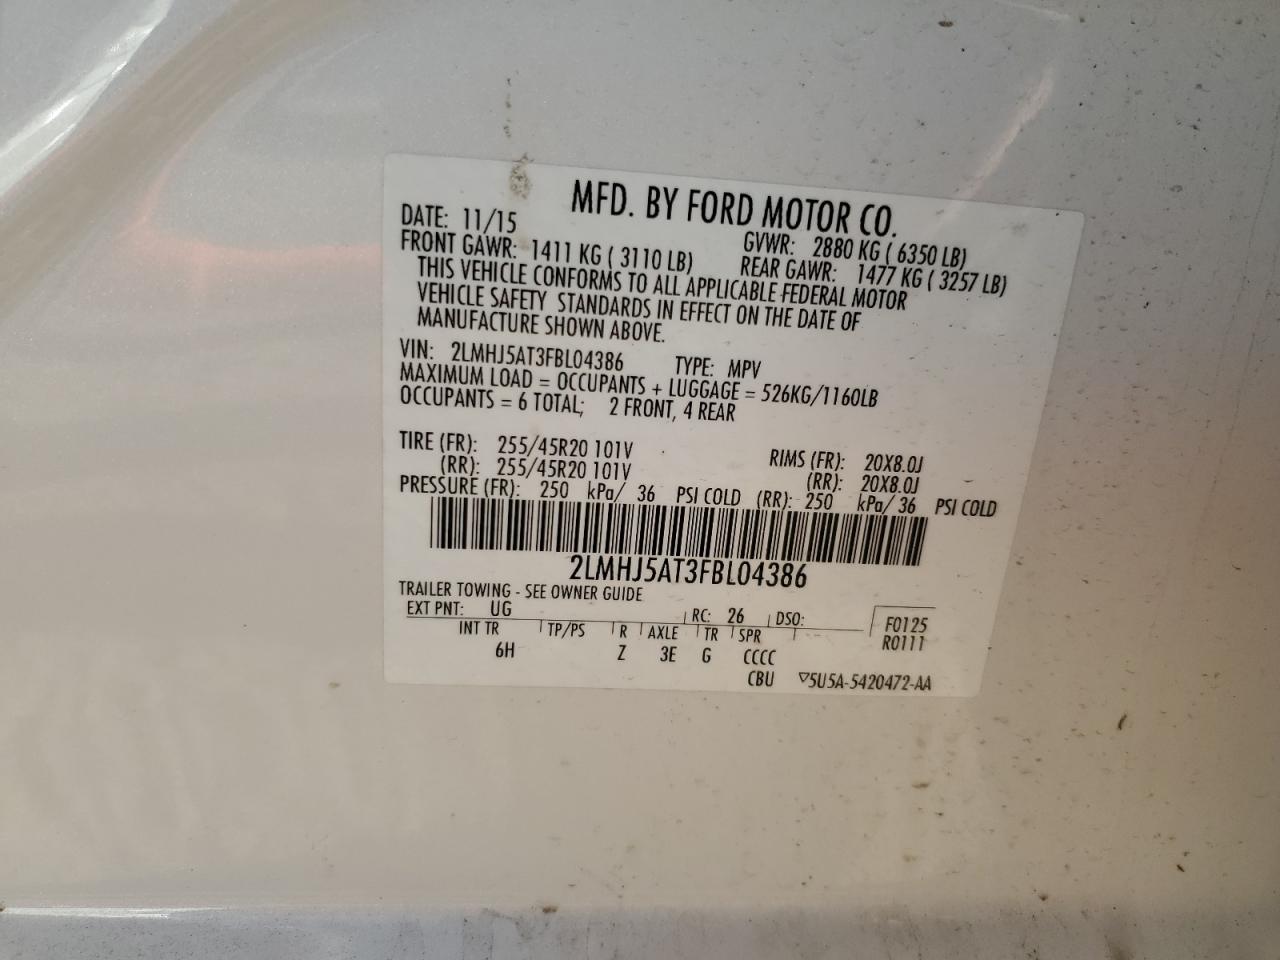 MFD. BY FORD MOTOR CO.
DATE: 11/15 GVWR: 2880 KG ( 6350 LB)
FRONT GAWR: 1411 KG ( 3110 LB) REAR GAWR: 1477 KG ( 3257 LB)
THIS VEHICLE CONFORMS TO ALL APPLICABLE FEDERAL MOTOR
VEHICLE SAFETY STANDARDS IN EFFECT ON THE DATE OF
MANUFACTURE SHOWN ABOVE.
VIN: 2LMHJ5AT3FBL04386 TYPE: MPV
MAXIMUM LOAD = OCCUPANTS + LUGGAGE = 526KG/1160LB
OCCUPANTS = 6 TOTAL; 2 FRONT, 4 REAR
TIRE (FR): 255/45R20 101V RIMS (FR): 20X8.0J
(RR): 255/45R20 101V (RR): 20X8.0J
PRESSURE (FR): 250 kPa/ 36 PSI COLD (RR): 250 kPa/ 36 PSI COLD
2LMHJ5AT3FBL04386
TRAILER TOWING - SEE OWNER GUIDE
EXT PNT: UG RC: 26 DSO: F0125
INT TR TP/PS R AXLE TR SPR R0111
6H Z 3E G CCCC
CBU ▽5U5A-5420472-AA